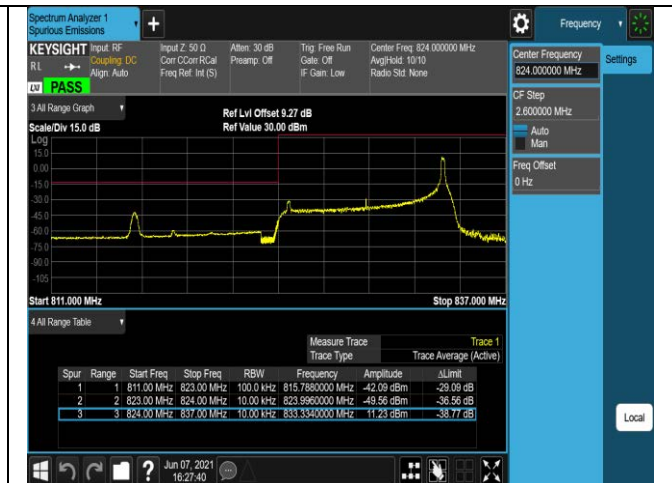 Spectrum Analyzer 1
Spurious Emissions
+
Frequency
KEYSIGHT Input: RF Input Z: 50 Ω Atten: 30 dB Trig: Free Run Center Freq: 824.000000 MHz
RL Coupling: DC Corr CCorr RCal Preamp: Off Gate: Off Avg|Hold: 10/10
Align: Auto Freq Ref: Int (S) IF Gain: Low Radio Std: None
LXI PASS
Center Frequency
824.000000 MHz
Settings
CF Step
2.600000 MHz
Auto
Man
Freq Offset
0 Hz
3 All Range Graph
Ref Lvl Offset 9.27 dB
Scale/Div 15.0 dB Ref Value 30.00 dBm
Log
15.0
0.00
-15.0
-30.0
-45.0
-60.0
-75.0
-90.0
-105
Start 811.000 MHz Stop 837.000 MHz
4 All Range Table
Measure Trace Trace 1
Trace Type Trace Average (Active)
Spur Range Start Freq Stop Freq RBW Frequency Amplitude ΔLimit
1 1 811.00 MHz 823.00 MHz 100.0 kHz 815.7880000 MHz -42.09 dBm -29.09 dB
2 2 823.00 MHz 824.00 MHz 10.00 kHz 823.9960000 MHz -49.56 dBm -36.56 dB
3 3 824.00 MHz 837.00 MHz 10.00 kHz 833.3340000 MHz 11.23 dBm -38.77 dB
Local
? Jun 07, 2021
16:27:40